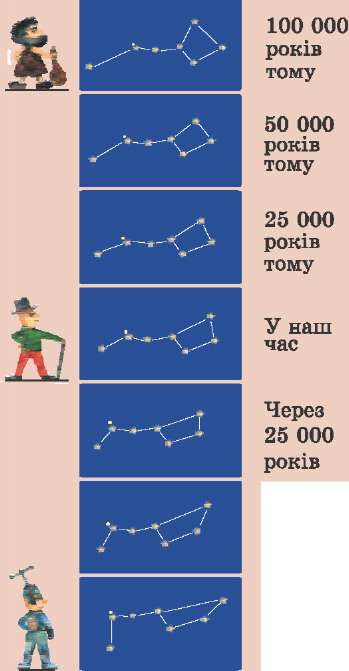 100 000
років
тому
50 000
років
тому
25 000
років
тому
У наш
час
Через
25 000
років